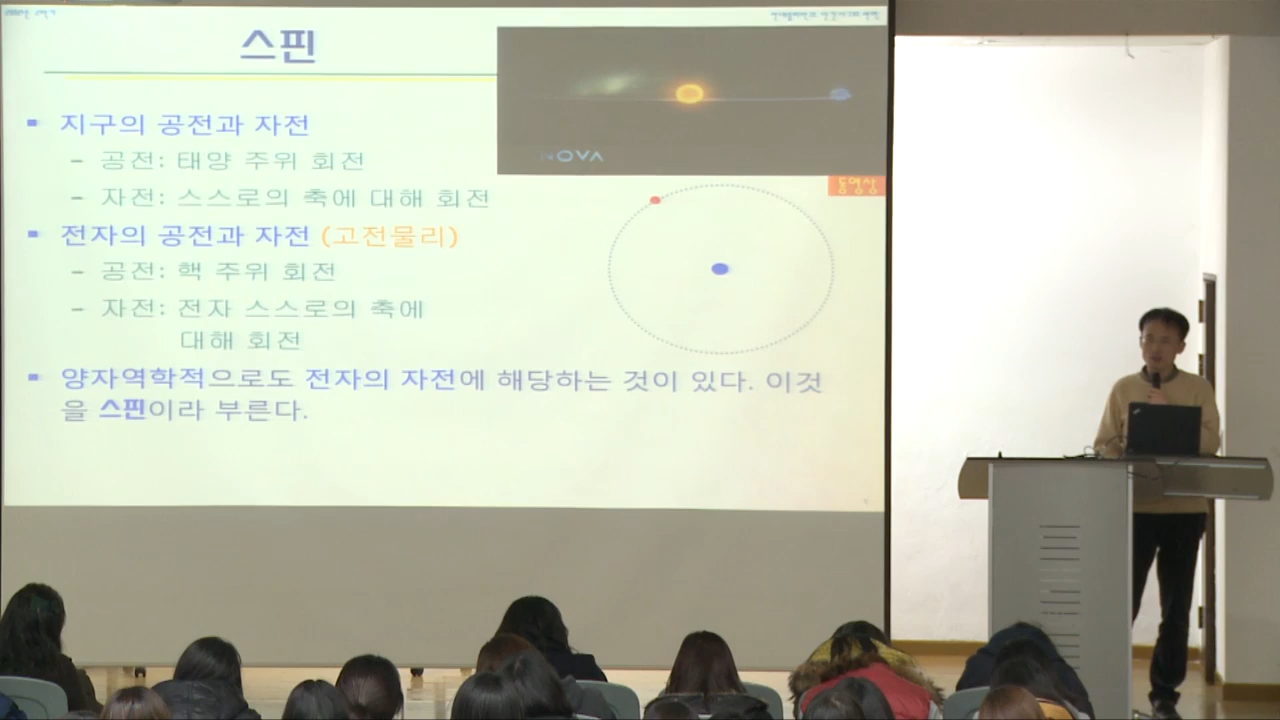 스핀
NOVA
동영상
▪ 지구의 공전과 자전
– 공전: 태양 주위 회전
– 자전: 스스로의 축에 대해 회전
▪ 전자의 공전과 자전 (고전물리)
– 공전: 핵 주위 회전
– 자전: 전자 스스로의 축에
대해 회전
▪ 양자역학적으로도 전자의 자전에 해당하는 것이 있다. 이것
을 스핀이라 부른다.